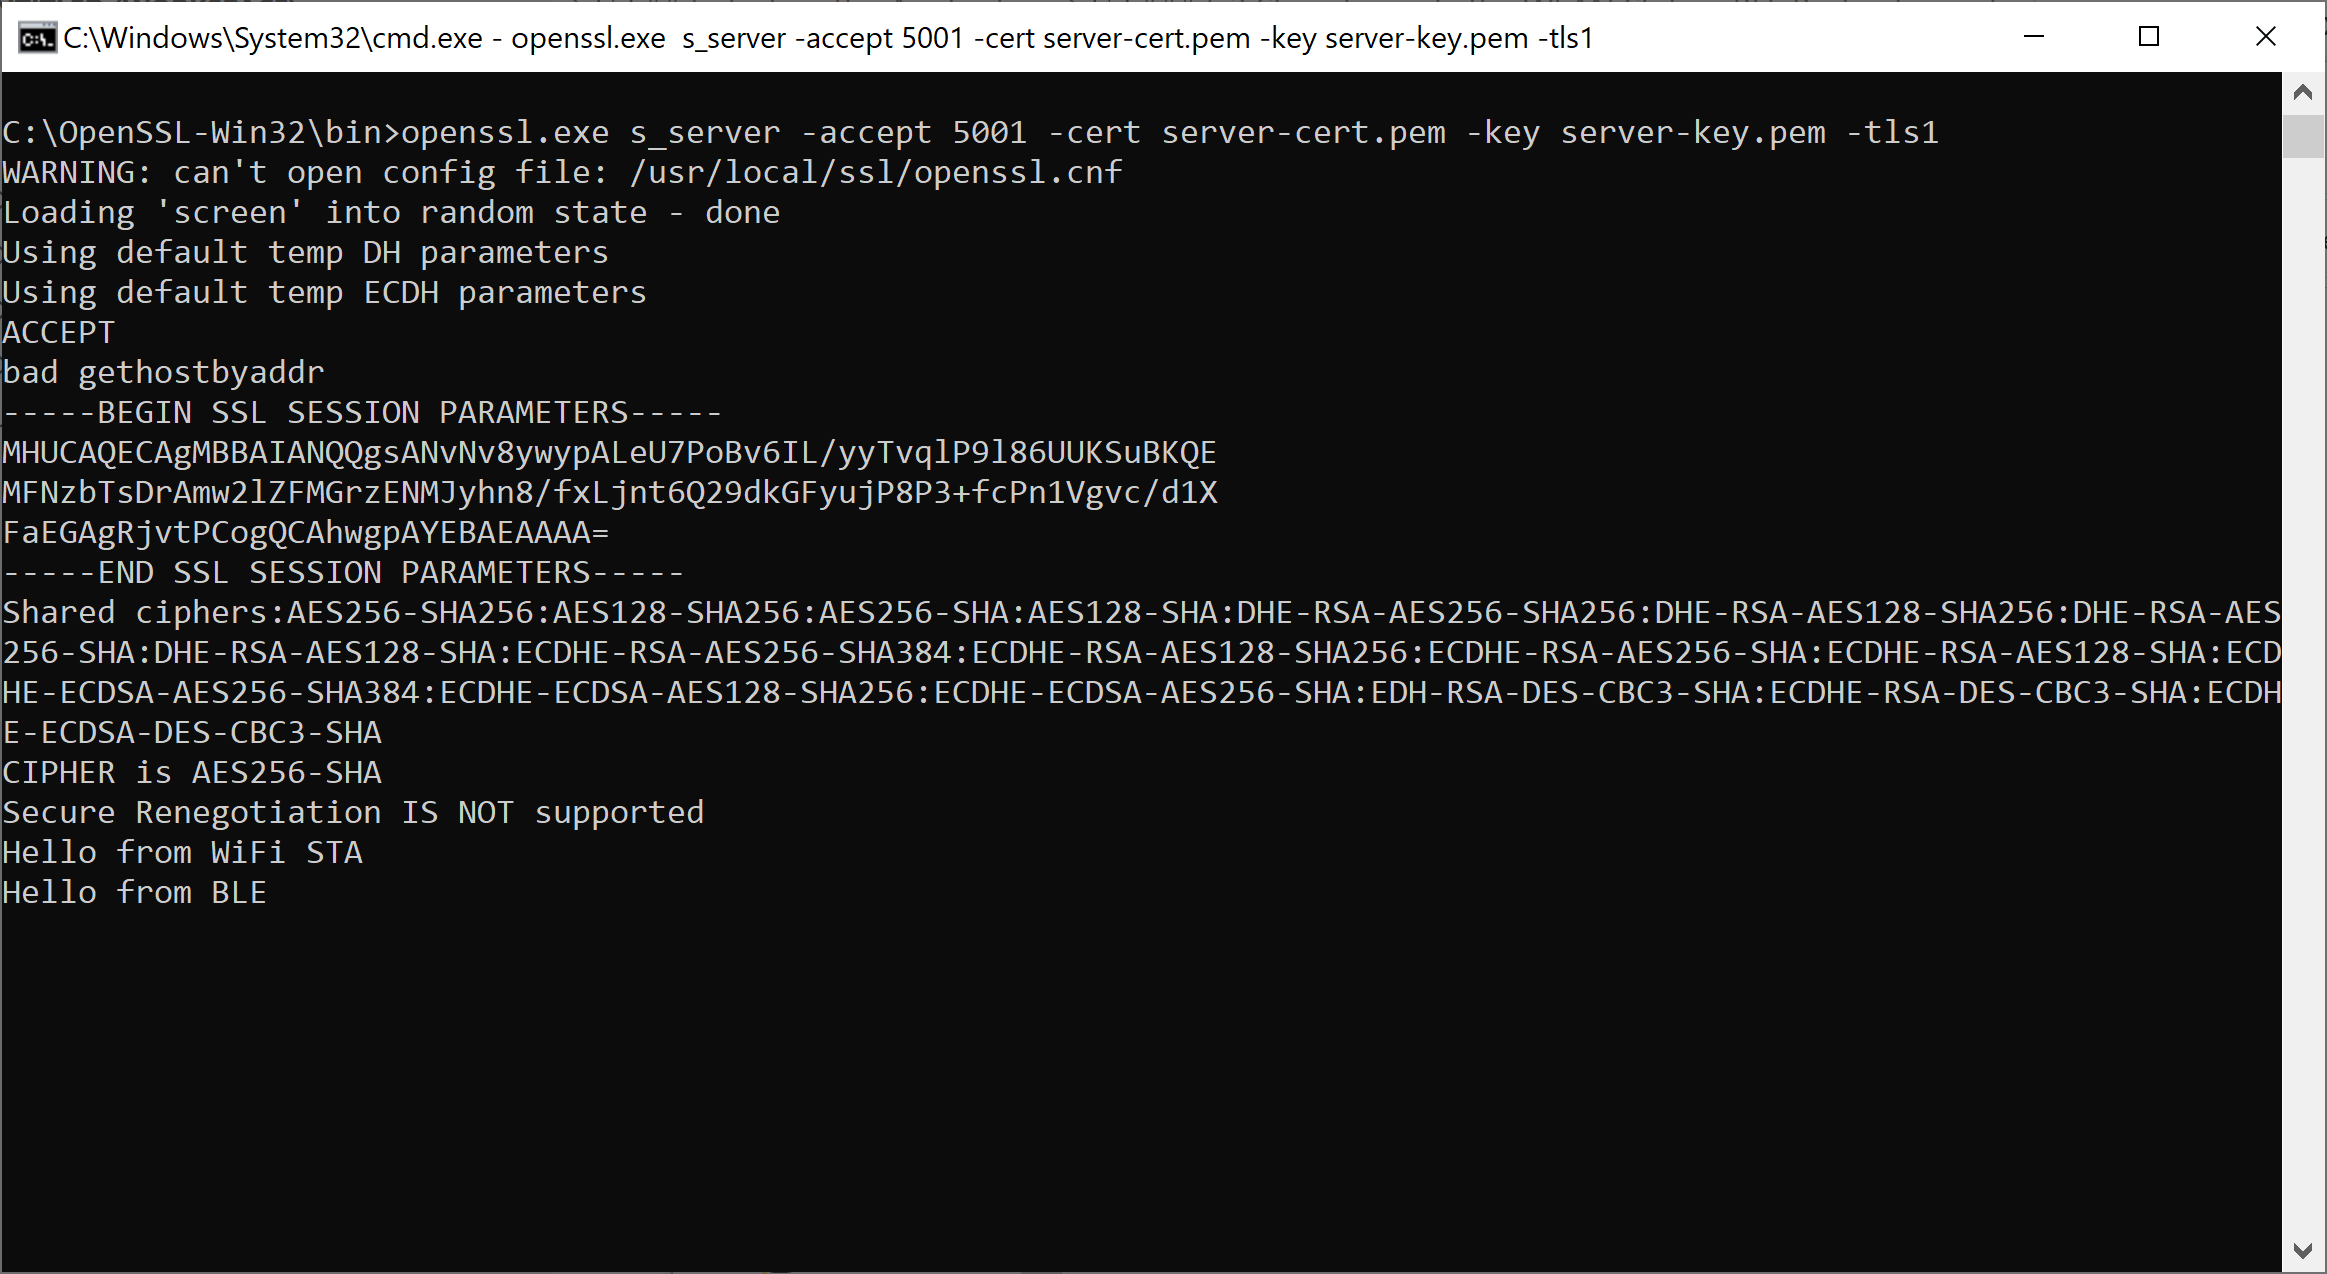 C:\Windows\System32\cmd.exe - openssl.exe  s_server -accept 5001 -cert server-cert.pem -key server-key.pem -tls1
C:\OpenSSL-Win32\bin>openssl.exe s_server -accept 5001 -cert server-cert.pem -key server-key.pem -tls1
WARNING: can't open config file: /usr/local/ssl/openssl.cnf
Loading 'screen' into random state - done
Using default temp DH parameters
Using default temp ECDH parameters
ACCEPT
bad gethostbyaddr
-----BEGIN SSL SESSION PARAMETERS-----
MHUCAQECAgMBBAIANQQgsANvNv8ywypALeU7PoBv6IL/yyTvqlP9l86UUKSuBKQE
MFNzbTsDrAmw2lZFMGrzENMJyhn8/fxLjnt6Q29dkGFyujP8P3+fcPn1Vgvc/d1X
FaEGAgRjvtPCogQCAhwgpAYEBAEAAAA=
-----END SSL SESSION PARAMETERS-----
Shared ciphers:AES256-SHA256:AES128-SHA256:AES256-SHA:AES128-SHA:DHE-RSA-AES256-SHA256:DHE-RSA-AES128-SHA256:DHE-RSA-AES
256-SHA:DHE-RSA-AES128-SHA:ECDHE-RSA-AES256-SHA384:ECDHE-RSA-AES128-SHA256:ECDHE-RSA-AES256-SHA:ECDHE-RSA-AES128-SHA:ECD
HE-ECDSA-AES256-SHA384:ECDHE-ECDSA-AES128-SHA256:ECDHE-ECDSA-AES256-SHA:EDH-RSA-DES-CBC3-SHA:ECDHE-RSA-DES-CBC3-SHA:ECDH
E-ECDSA-DES-CBC3-SHA
CIPHER is AES256-SHA
Secure Renegotiation IS NOT supported
Hello from WiFi STA
Hello from BLE